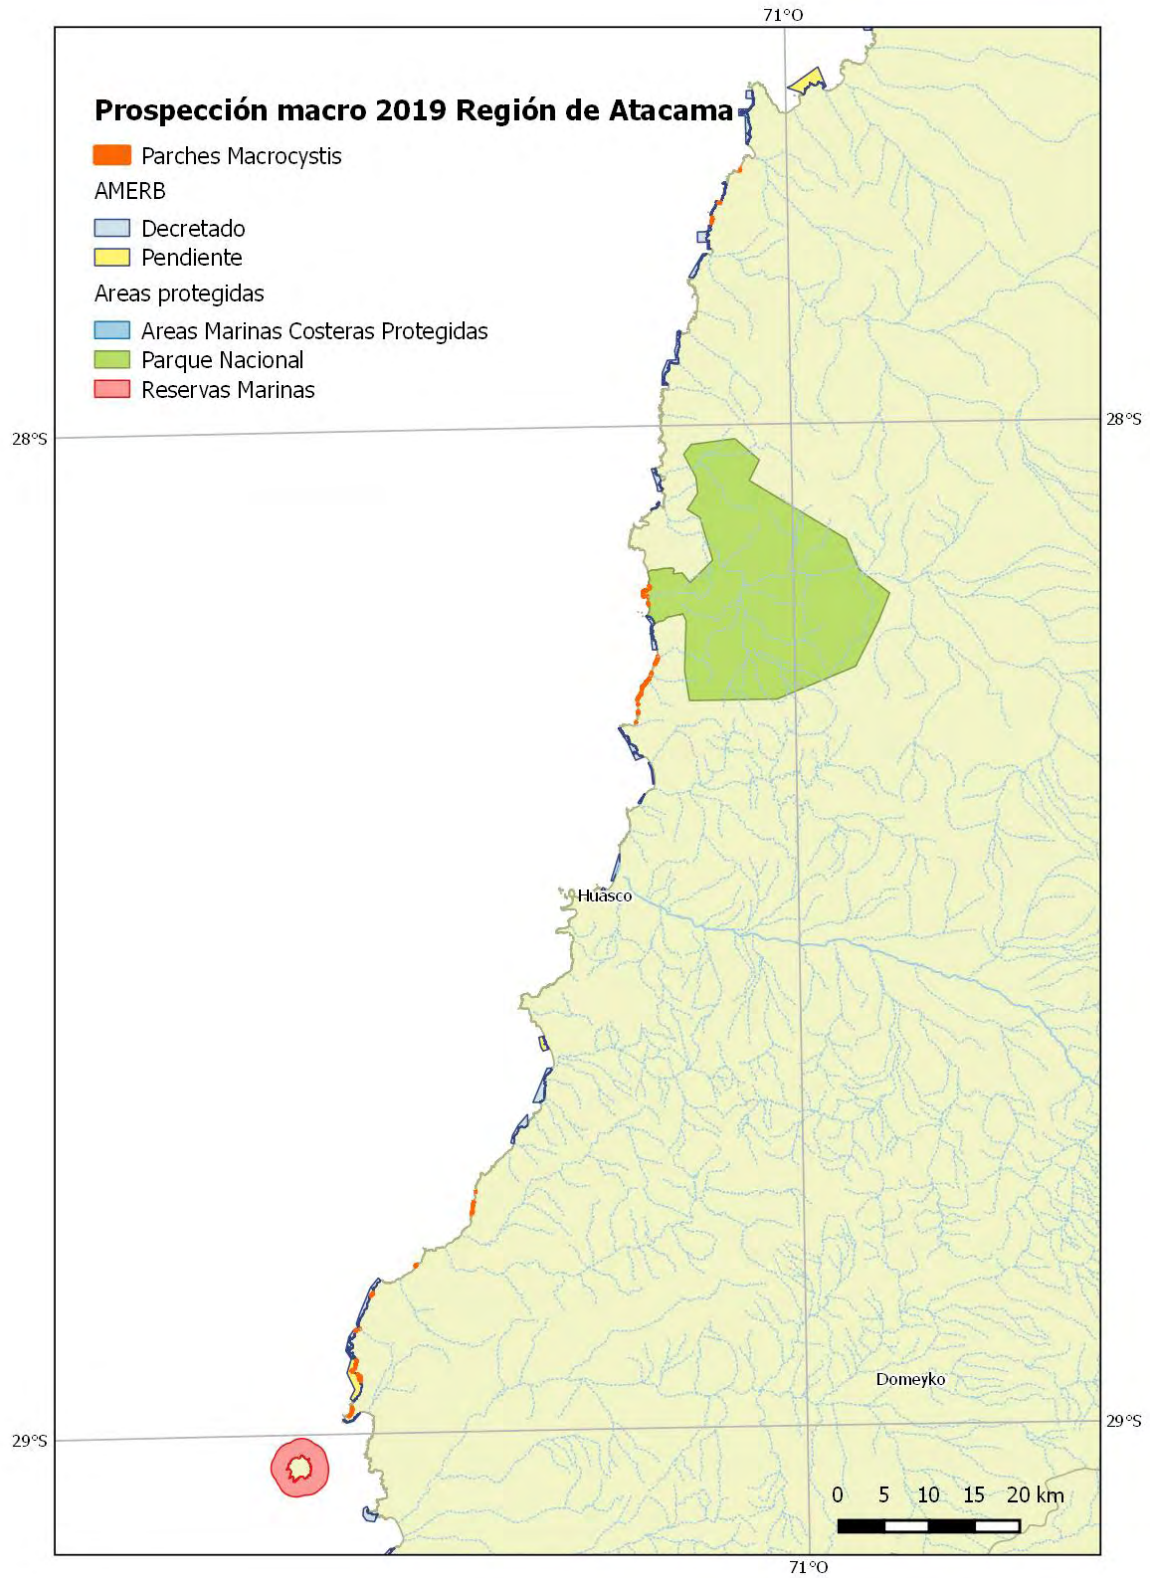 71°O
Prospección macro 2019 Región de Atacama
Parches Macrocystis
AMERB
Decretado
Pendiente
Areas protegidas
Areas Marinas Costeras Protegidas
Parque Nacional
Reservas Marinas
28°S
28°S
Huasco
Domeyko
29°S
29°S
0 5 10 15 20 km
71°O